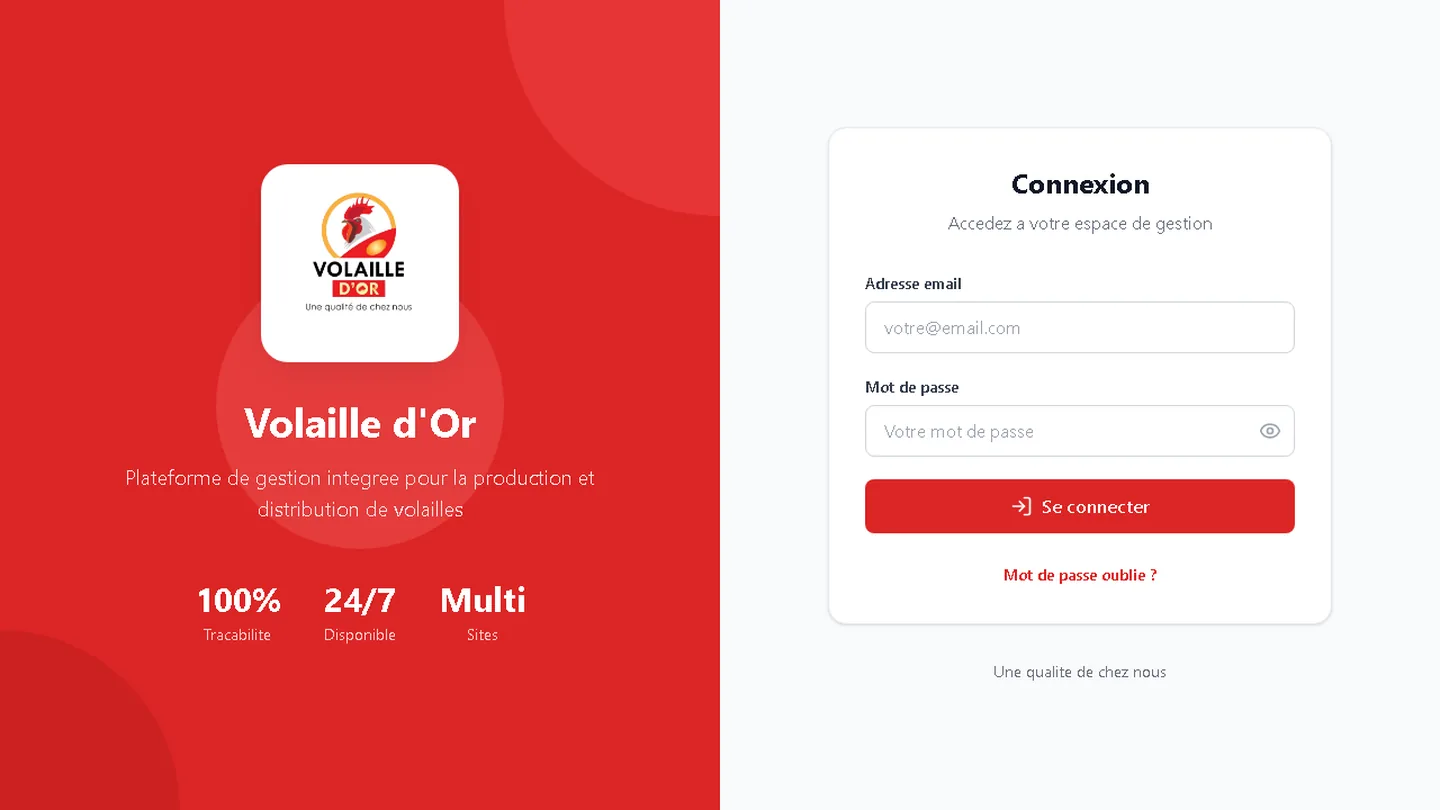 VOLAILLE
D'OR
Une qualité de chez nous
Volaille d'Or
Plateforme de gestion integree pour la production et
distribution de volailles
100%
Tracabilite
24/7
Disponible
Multi
Sites
Connexion
Accedez a votre espace de gestion
Adresse email
votre@email.com
Mot de passe
Votre mot de passe
Se connecter
Mot de passe oublie ?
Une qualite de chez nous